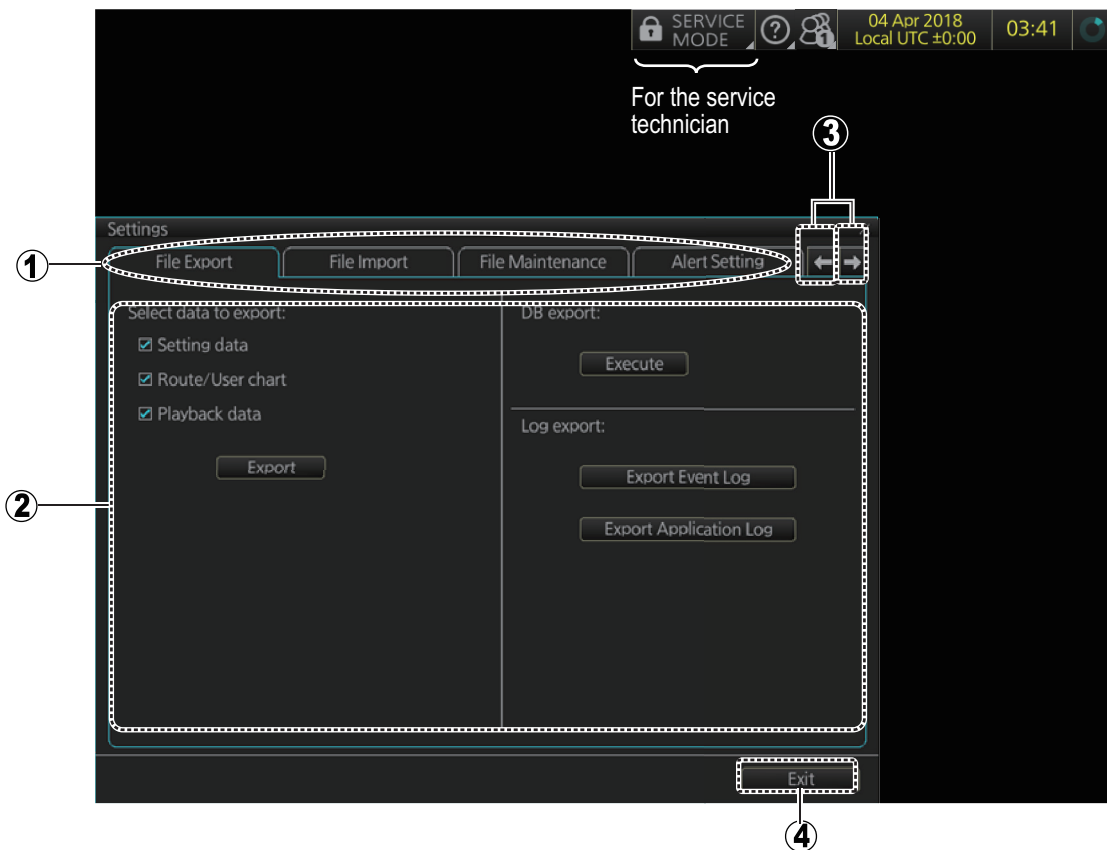 SERVICE
MODE
?
1
04 Apr 2018
Local UTC ±0:00
03:41
For the service
technician
3
Settings
1
File Export
File Import
File Maintenance
Alert Setting
Select data to export:
Setting data
Route/User chart
Playback data
Export
DB export:
Execute
Log export:
Export Event Log
Export Application Log
2
Exit
4